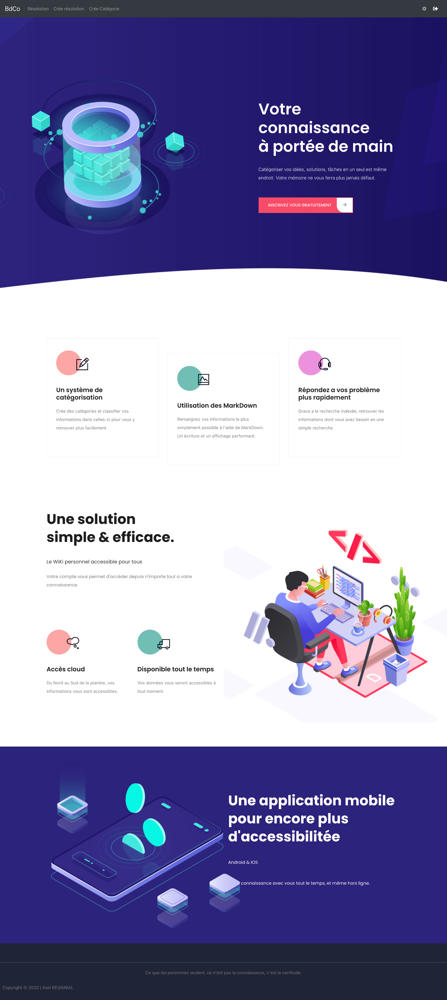 BdCo Résolution Crée résolution Crée Catégorie
Votre
connaissance
à portée de main
Catégoriser vos idées, solutions, tâches en un seul est même
endroit. Votre mémoire ne vous ferra plus jamais défaut.
INSCRIVEZ VOUS GRATUITEMENT
Un système de
catégorisation
Crée des catégories et classifier vos
informations dans celles-ci pour vous y
retrouver plus facilement.
Utilisation des MarkDown
Renseignez vos informations le plus
simplement possible à l'aide de MarkDown.
Un écriture et un affichage performant.
Répondez a vos problème
plus rapidement
Grace a la recherche indexée, retrouver les
informations dont vous avez besoin en une
simple recherche.
Une solution
simple & efficace.
Le WiKi personnel accessible pour tous
Votre compte vous permet d'accéder depuis n'importe tout a votre
connaissance.
Accès cloud
Du Nord au Sud de la planète, vos
informations vous sont accessibles.
Disponible tout le temps
Vos données vous seront accessibles à
tout moment.
Une application mobile
pour encore plus
d'accessibilitée
Android & IOS
connaissance avec vous tout le temps, et même hors ligne.
Ce que les personnes veulent, ce n'est pas la connaissance, c'est la certitude.
Copyright © 2020 | Axel REGIMBAL